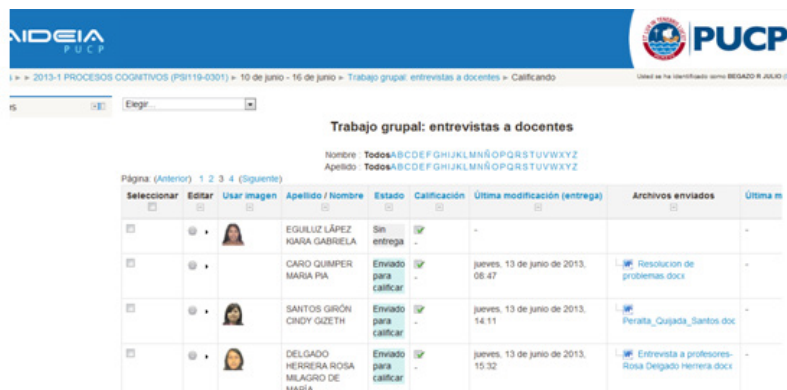 AIDEIA
PUCP
PUCP
▸ ▸ 2013-1 PROCESOS COGNITIVOS (PSI119-0301) ▸ 10 de junio - 16 de junio ▸ Trabajo grupal: entrevistas a docentes ▸ Calificando
Usted se ha identificado como BEGAZO R JULIO
Elegir...
Trabajo grupal: entrevistas a docentes
Nombre : Todos A B C D E F G H I J K L M N Ñ O P Q R S T U V W X Y Z
Apellido : Todos A B C D E F G H I J K L M N Ñ O P Q R S T U V W X Y Z
Página: (Anterior) 1 2 3 4 (Siguiente)
Seleccionar Editar Usar imagen Apellido / Nombre Estado Calificación Última modificación (entrega) Archivos enviados Última m
EGUILUZ LÃPEZ Sin -
KIARA GABRIELA entrega
CARO QUIMPER Enviado jueves, 13 de junio de 2013, Resolucion de
MARIA PIA para 08:47 problemas.docx
calificar
SANTOS GIRÓN Enviado jueves, 13 de junio de 2013,
CINDY GIZETH para 14:11 Peralta_Quijada_Santos.doc
calificar
DELGADO Enviado jueves, 13 de junio de 2013, Entrevista a profesores-
HERRERA ROSA para 15:32 Rosa Delgado Herrera.docx
MILAGRO DE calificar
MARÍA